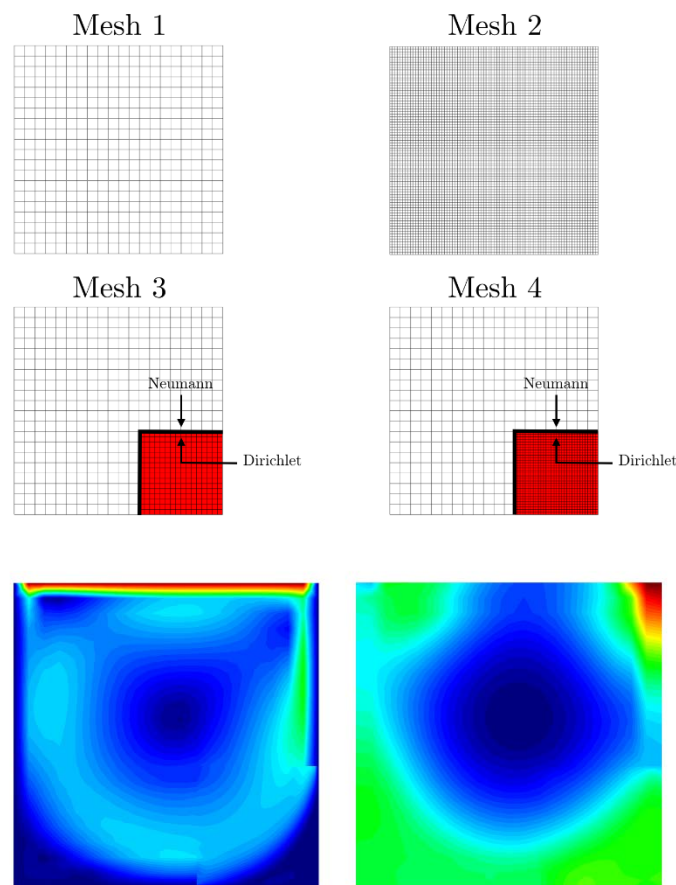 Mesh 1
Mesh 2
Mesh 3
Mesh 4
Neumann
Dirichlet
Neumann
Dirichlet